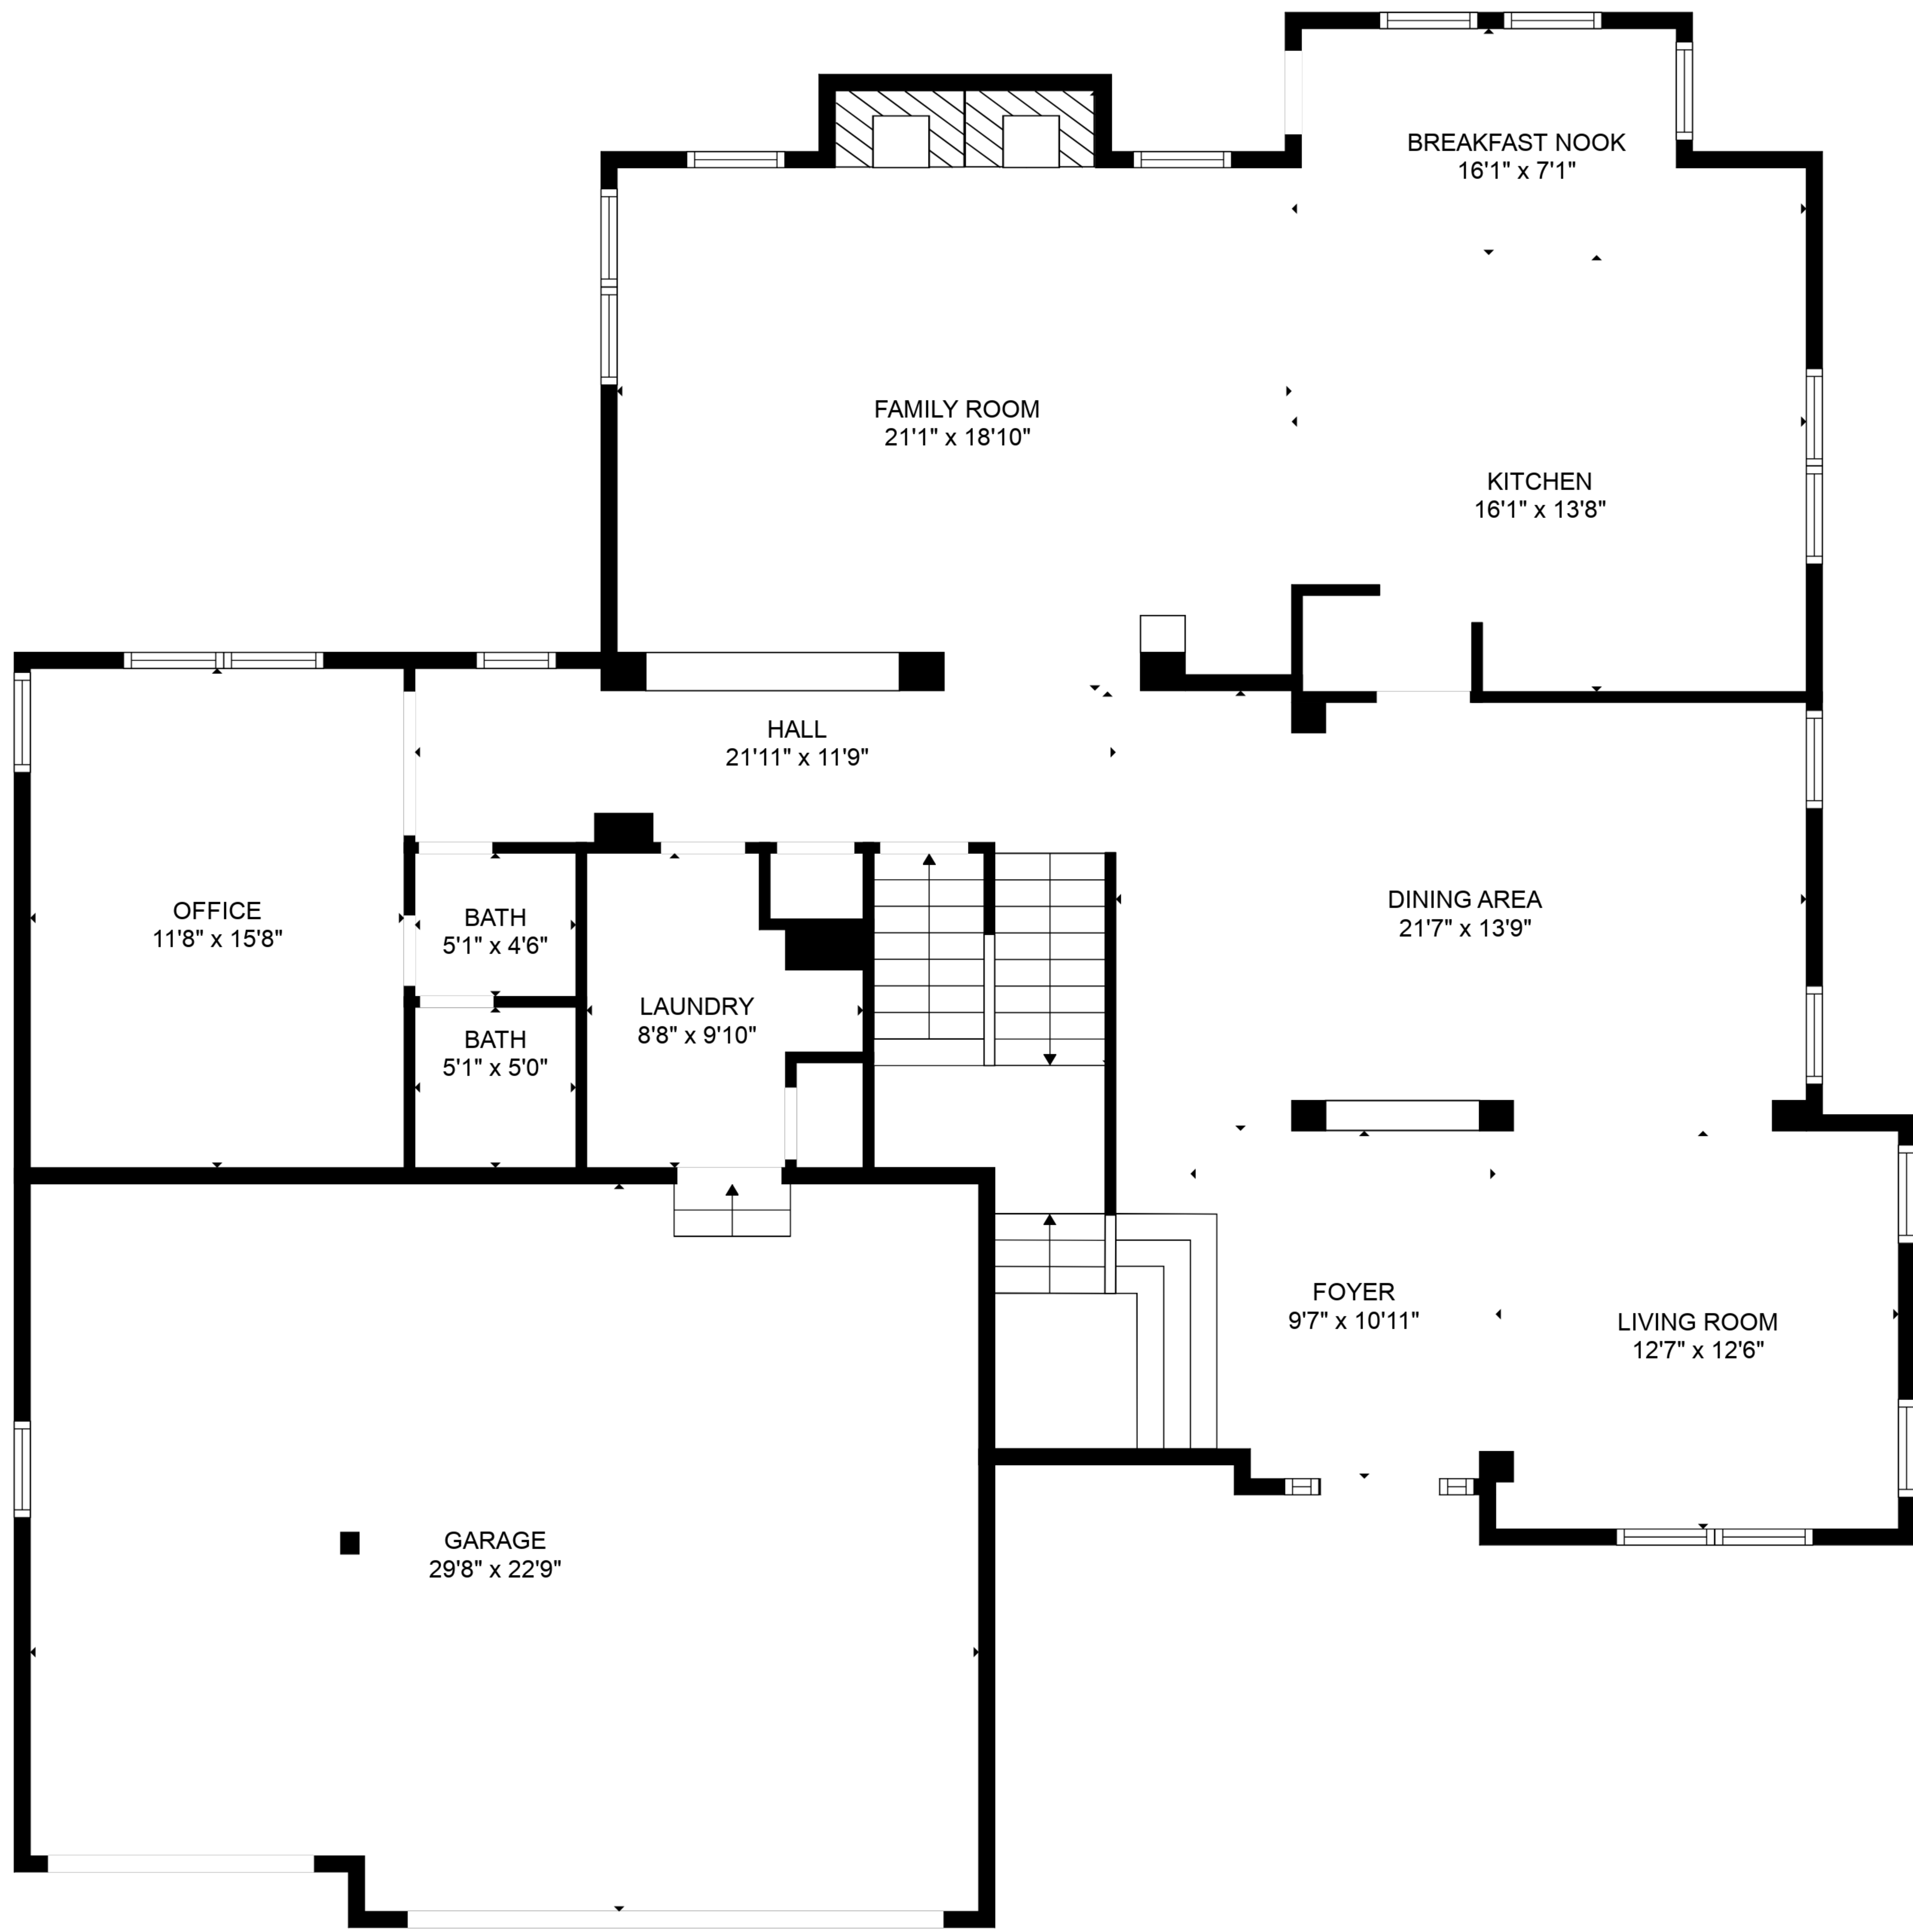 BREAKFAST NOOK
16'1" x 7'1"
FAMILY ROOM
21'1" x 18'10"
KITCHEN
16'1" x 13'8"
HALL
21'11" x 11'9"
OFFICE
11'8" x 15'8"
BATH
5'1" x 4'6"
DINING AREA
21'7" x 13'9"
LAUNDRY
8'8" x 9'10"
BATH
5'1" x 5'0"
FOYER
9'7" x 10'11"
LIVING ROOM
12'7" x 12'6"
GARAGE
29'8" x 22'9"